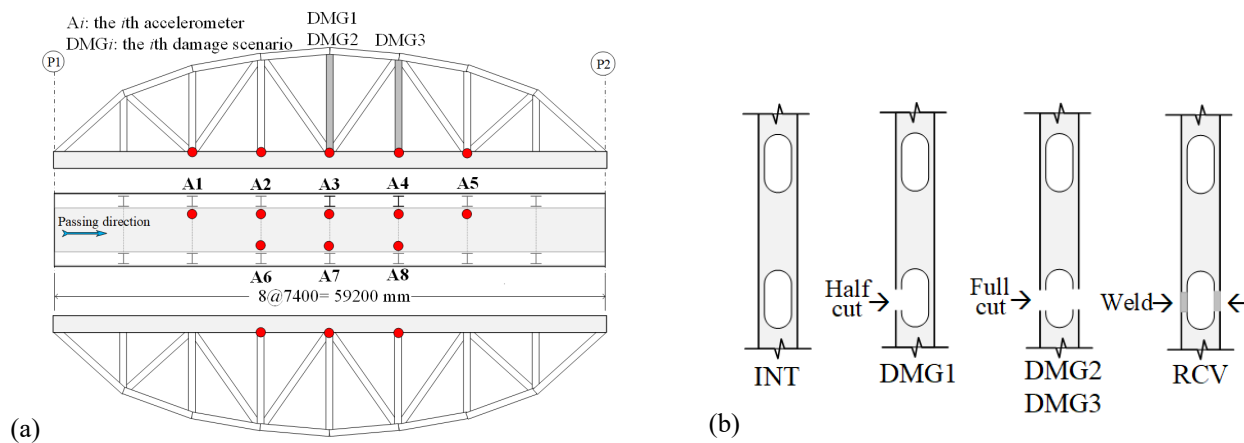 Ai: the ith accelerometer
DMGi: the ith damage scenario
DMG1
DMG2 DMG3
P1 P2
A1 A2 A3 A4 A5
Passing direction
A6 A7 A8
8@7400= 59200 mm
(a)
Half
cut
Full
cut
Weld
INT DMG1 DMG2 RCV
DMG3
(b)